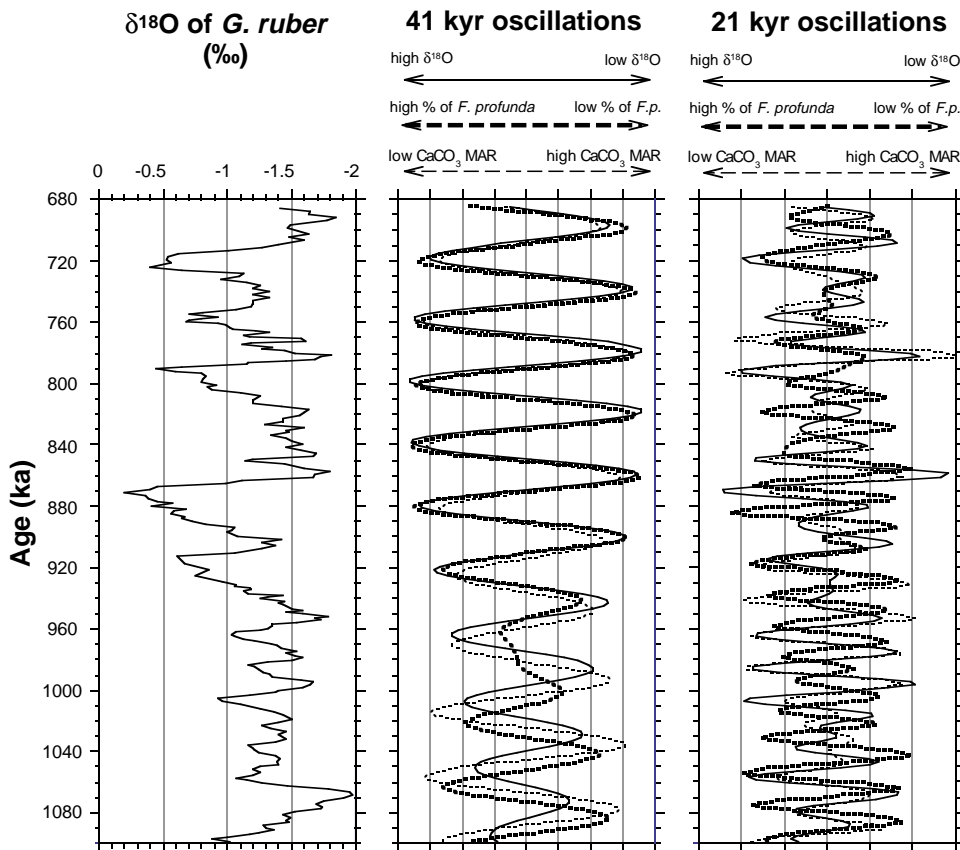 δ¹⁸O of G. ruber
(‰)
41 kyr oscillations
21 kyr oscillations
high δ¹⁸O low δ¹⁸O
high δ¹⁸O low δ¹⁸O
high % of F. profunda low % of F.p.
high % of F. profunda low % of F.p.
low CaCO₃ MAR high CaCO₃ MAR
low CaCO₃ MAR high CaCO₃ MAR
0 -0.5 -1 -1.5 -2
680
720
760
800
840
880
920
960
1000
1040
1080
Age (ka)